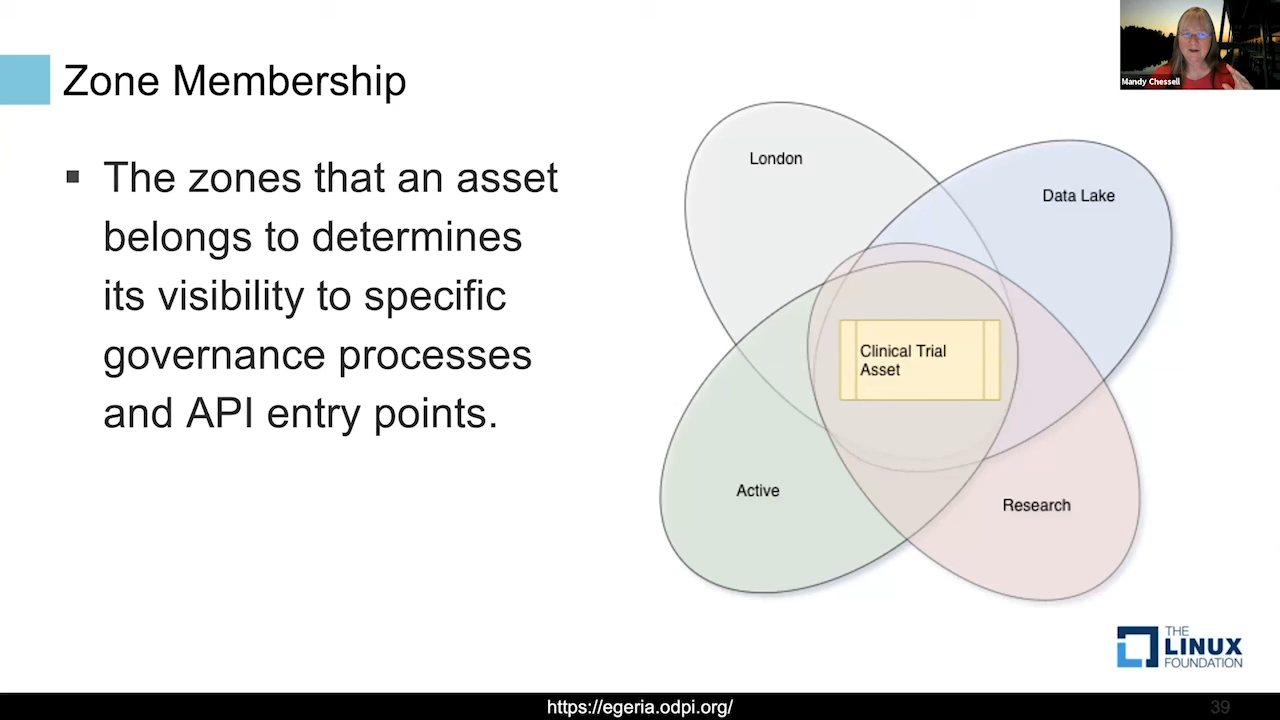 Zone Membership
Mandy Chessell
▪ The zones that an asset
belongs to determines
its visibility to specific
governance processes
and API entry points.
London
Data Lake
Clinical Trial
Asset
Active
Research
THE
LINUX
FOUNDATION
https://egeria.odpi.org/
39